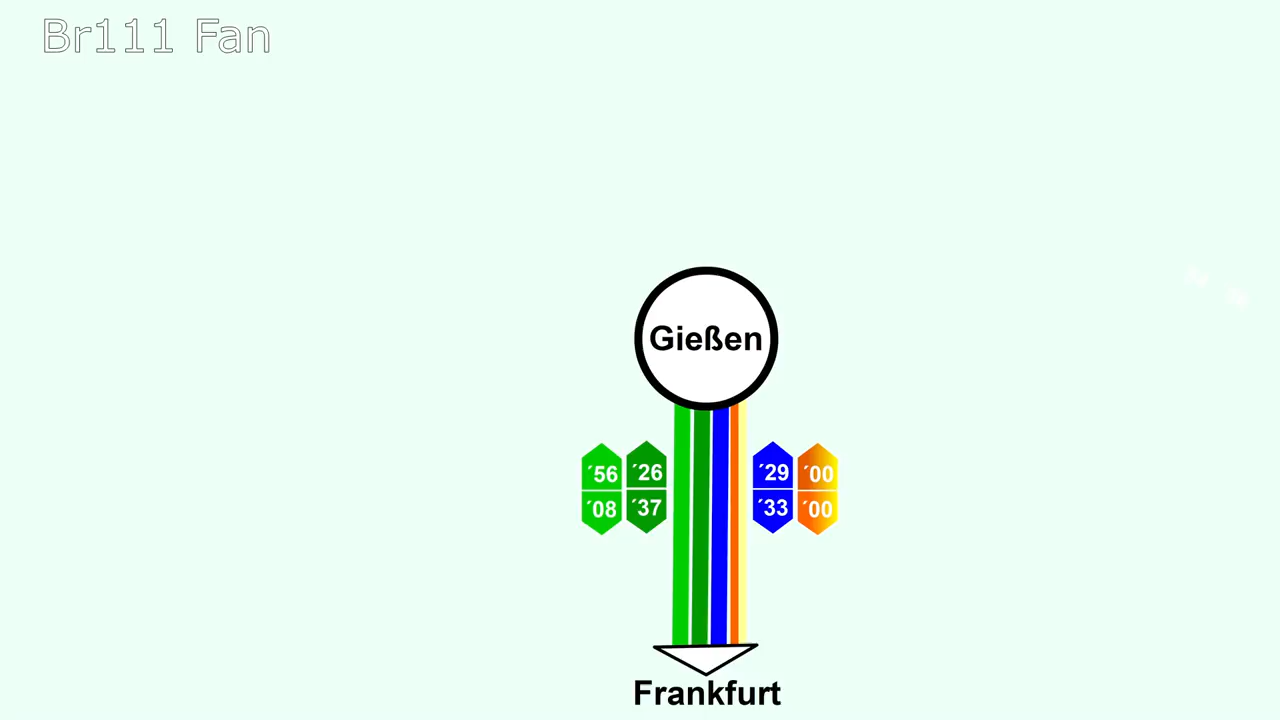 Br111 Fan
Gießen
´56 ´26 ´29 ´00
´08 ´37 ´33 ´00
Frankfurt